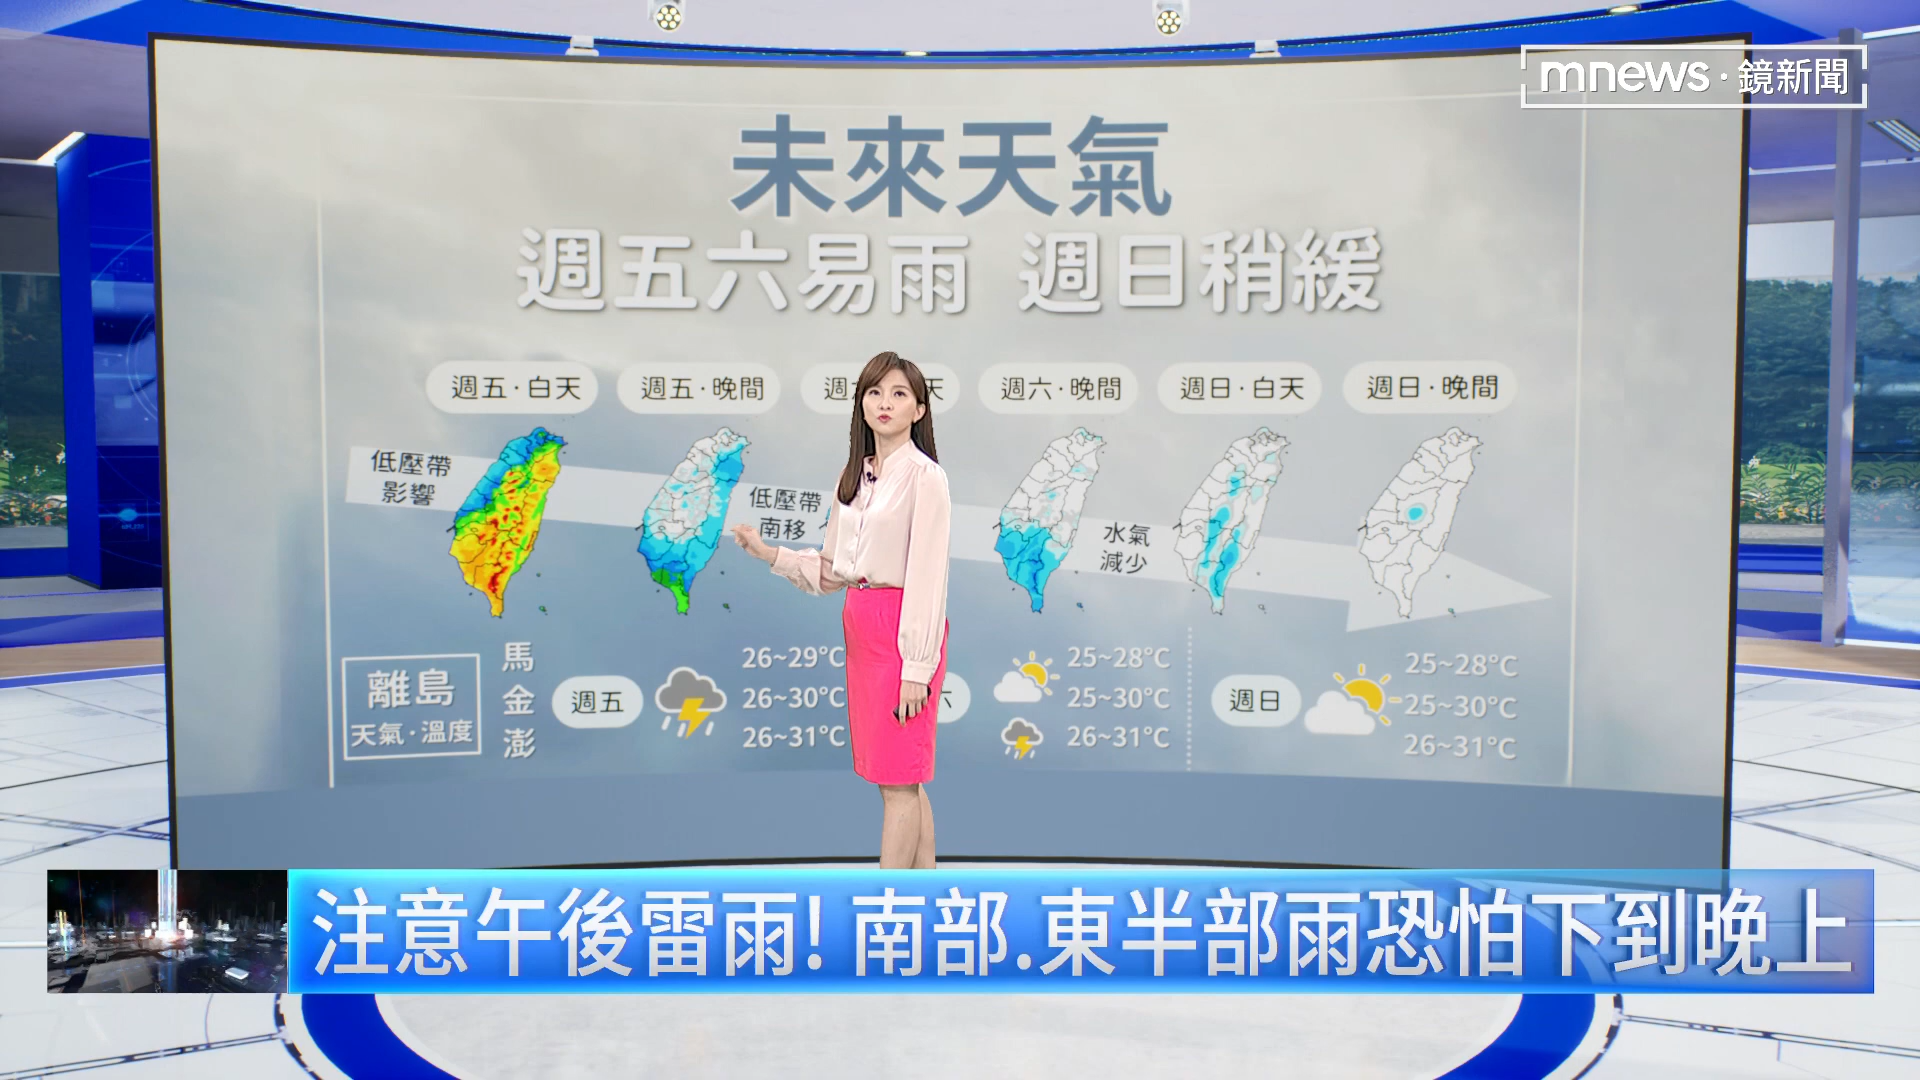 mnews·鏡新聞
未來天氣
週五六易雨 週日稍緩
週五·白天
週五·晚間
週 天
週六·晚間
週日·白天
週日·晚間
低壓帶
影響
低壓帶
南移
水氣
減少
離島
天氣·溫度
馬
金
澎
週五
26~29°C
26~30°C
26~31°C
六
25~28°C
25~30°C
26~31°C
週日
25~28°C
25~30°C
26~31°C
注意午後雷雨! 南部.東半部雨恐怕下到晚上